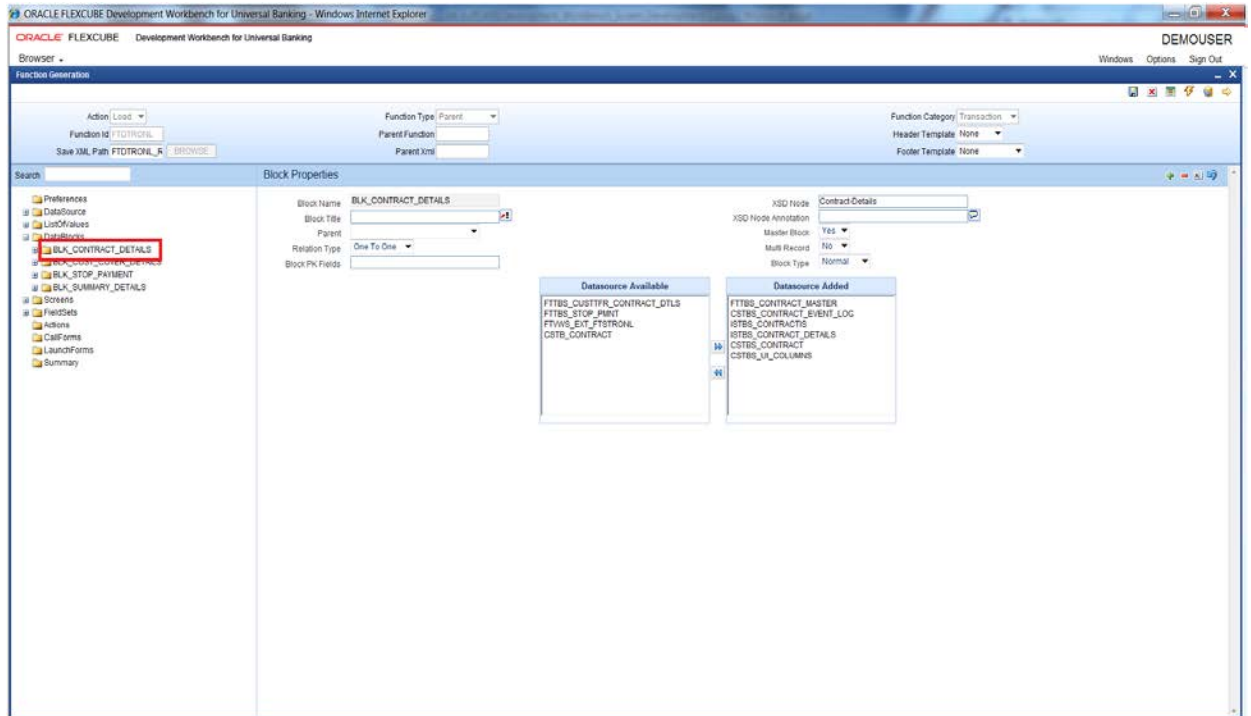 ORACLE FLEXCUBE Development Workbench for Universal Banking - Windows Internet Explorer
ORACLE FLEXCUBE Development Workbench for Universal Banking
DEMOUSER
Browser
Windows Options Sign Out
Function Generation
Action Load
Function Type Parent
Function Category Transaction
Function Id FTDTRONL
Parent Function
Header Template None
Save XML Path FTDTRONL_R BROWSE
Parent Xml
Footer Template None
Search
Block Properties
Preferences
DataSource
ListOfValues
DataBlocks
BLK_CONTRACT_DETAILS
BLK_CUST_COVER_DETAILS
BLK_STOP_PAYMENT
BLK_SUMMARY_DETAILS
Screens
FieldSets
Actions
CallForms
LaunchForms
Summary
Block Name BLK_CONTRACT_DETAILS
XSD Node Contract-Details
Block Title
XSD Node Annotation
Parent
Master Block Yes
Relation Type One To One
Multi Record No
Block PK Fields
Block Type Normal
Datasource Available
FTTBS_CUSTTFR_CONTRACT_DTLS
FTTBS_STOP_PMNT
FTVWS_EXT_FTSTRONL
CSTB_CONTRACT
Datasource Added
FTTBS_CONTRACT_MASTER
CSTBS_CONTRACT_EVENT_LOG
ISTBS_CONTRACTIS
ISTBS_CONTRACT_DETAILS
CSTBS_CONTRACT
CSTBS_UI_COLUMNS